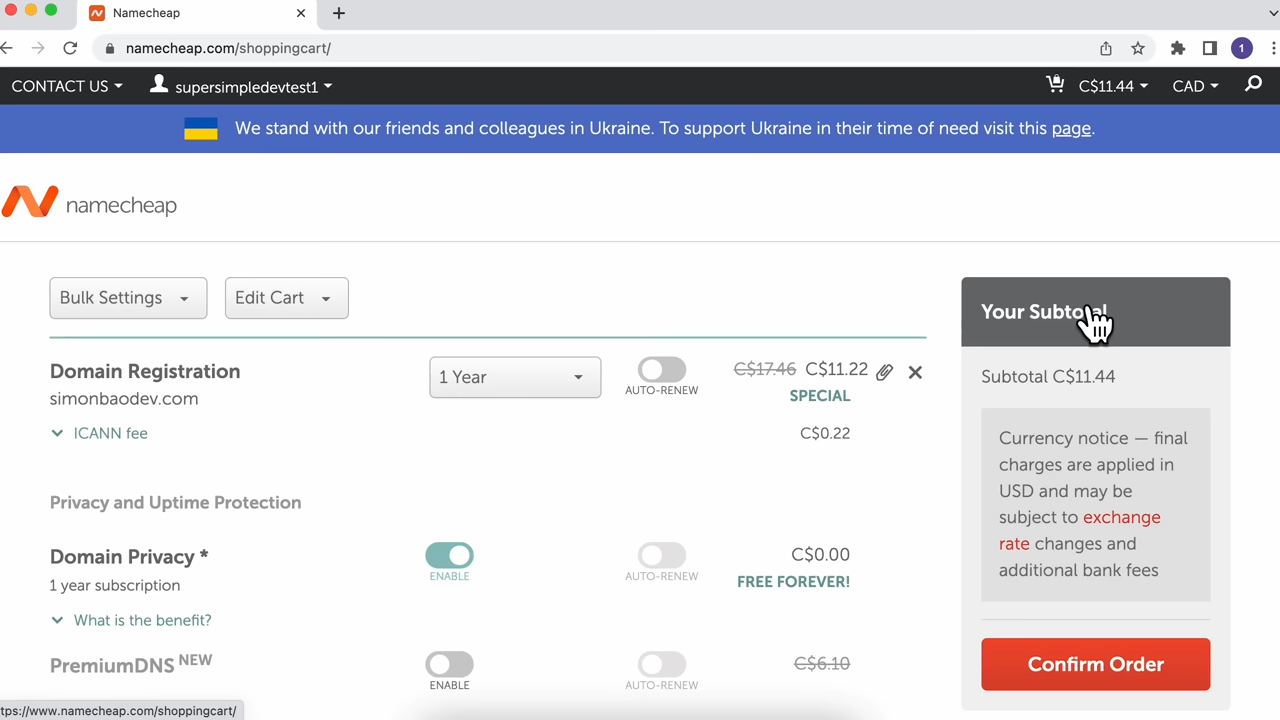 Namecheap
namecheap.com/shoppingcart/
1
CONTACT US
supersimpledevtest1
C$11.44
CAD
We stand with our friends and colleagues in Ukraine. To support Ukraine in their time of need visit this page.
namecheap
Bulk Settings
Edit Cart
Your Subtotal
Domain Registration
simonbaodev.com
1 Year
AUTO-RENEW
C$17.46 C$11.22
SPECIAL
ICANN fee
C$0.22
Subtotal C$11.44
Currency notice — final
charges are applied in
USD and may be
subject to exchange
rate changes and
additional bank fees
Privacy and Uptime Protection
Domain Privacy *
1 year subscription
ENABLE
AUTO-RENEW
C$0.00
FREE FOREVER!
What is the benefit?
PremiumDNS NEW
ENABLE
AUTO-RENEW
C$6.10
Confirm Order
tps://www.namecheap.com/shoppingcart/